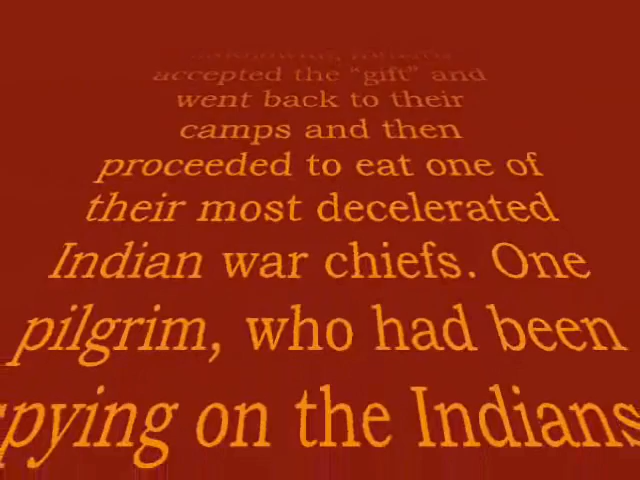 accepted the “gift” and
went back to their
camps and then
proceeded to eat one of
their most decelerated
Indian war chiefs. One
pilgrim, who had been
spying on the Indians